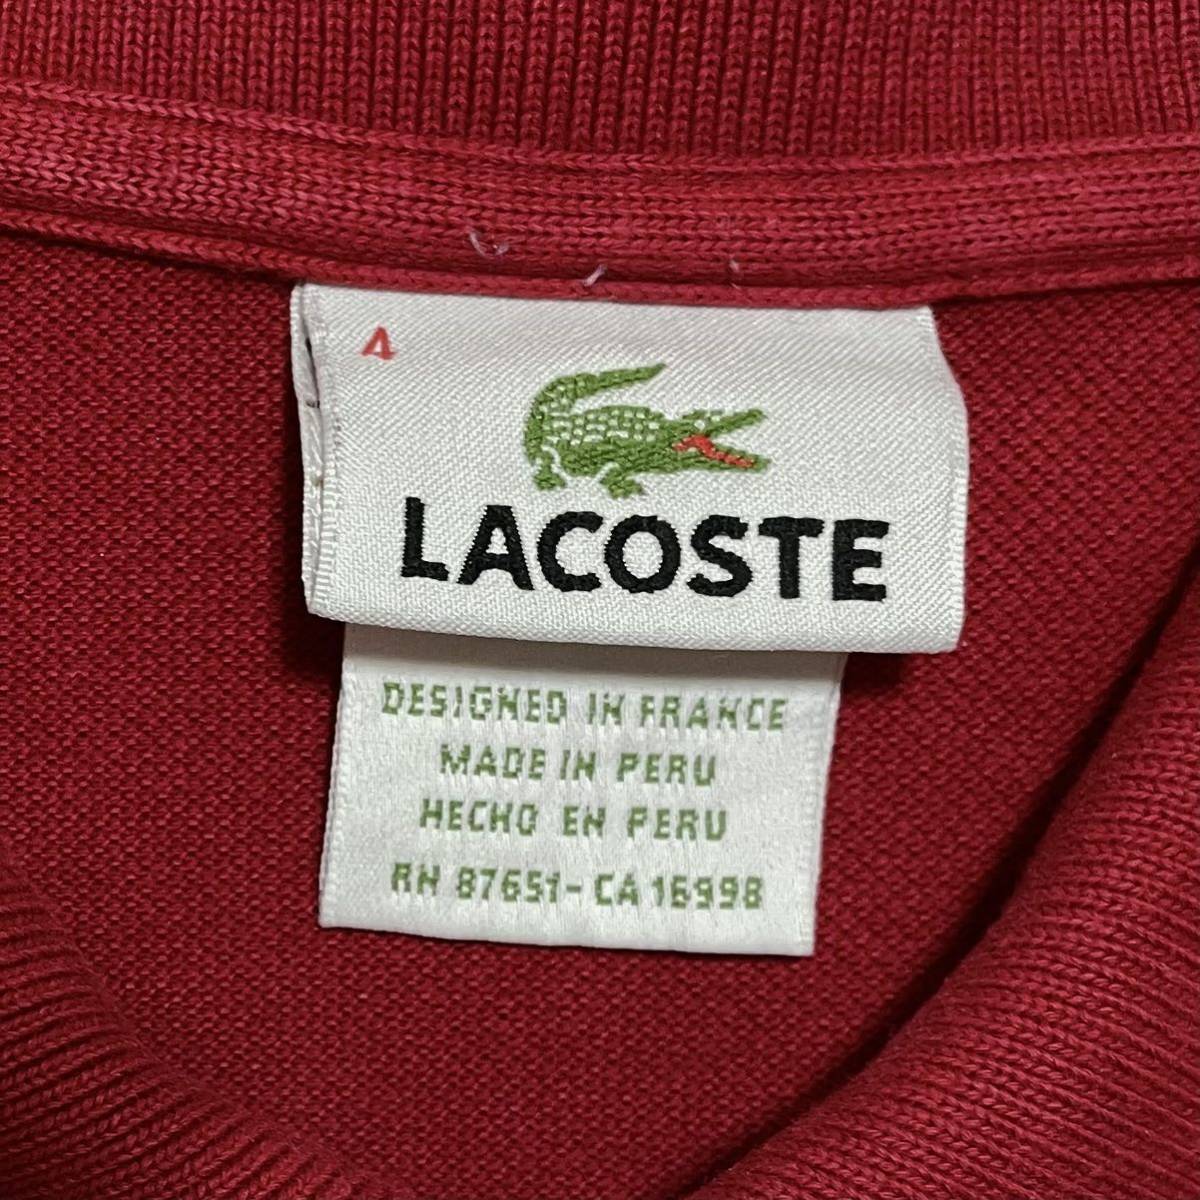 4
LACOSTE
DESIGNED IN FRANCE
MADE IN PERU
HECHO EN PERU
RN 87651-CA 16998